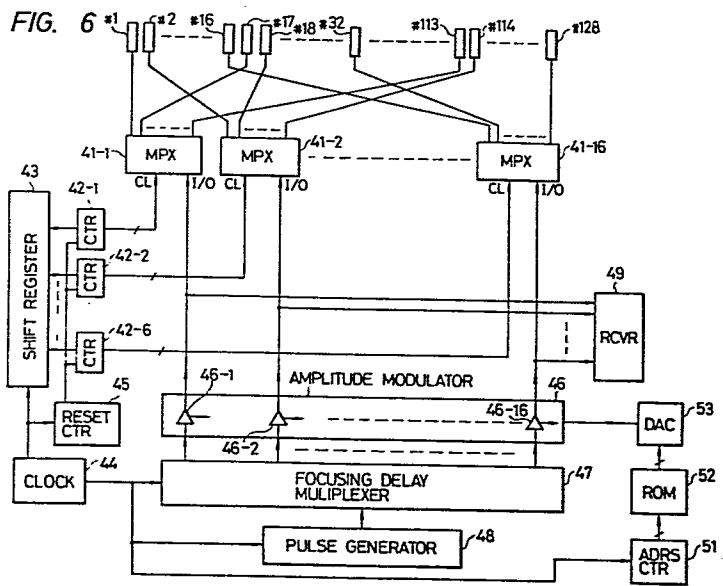 FIG. 6
#1 #2 #16 #17 #18 #32 #113 #114 #128
MPX 41-1 MPX 41-2 MPX 41-16
CL I/O CL I/O CL I/O
43
SHIFT REGISTER
42-1
CTR
42-2
CTR
42-6
CTR
49
RCVR
45
RESET CTR
AMPLITUDE MODULATOR
46-1 46-2 46-16 46
DAC 53
CLOCK 44
FOCUSING DELAY
MULIPLEXER
47
ROM 52
PULSE GENERATOR 48
ADRS
CTR
51